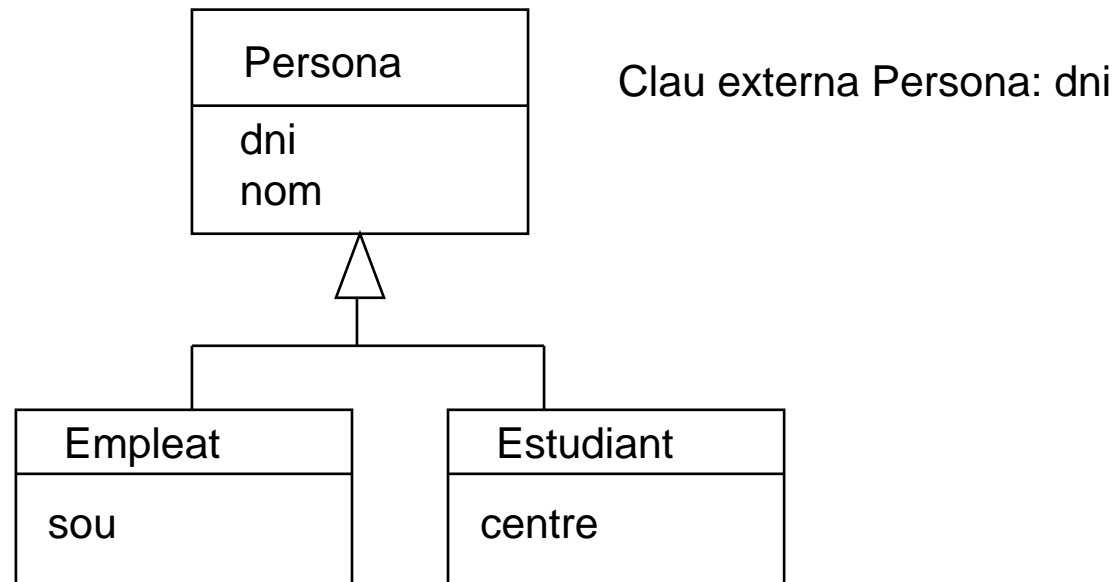 Persona
Clau externa Persona: dni
dni
nom
Empleat
Estudiant
sou
centre